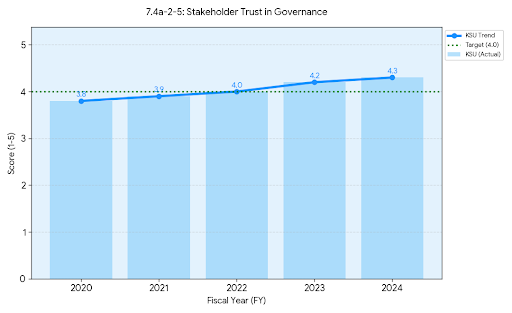 7.4a-2-5: Stakeholder Trust in Governance
KSU Trend
Target (4.0)
KSU (Actual)
5
4
3
2
1
0
Score (1-5)
3.8
3.9
4.0
4.2
4.3
2020
2021
2022
2023
2024
Fiscal Year (FY)